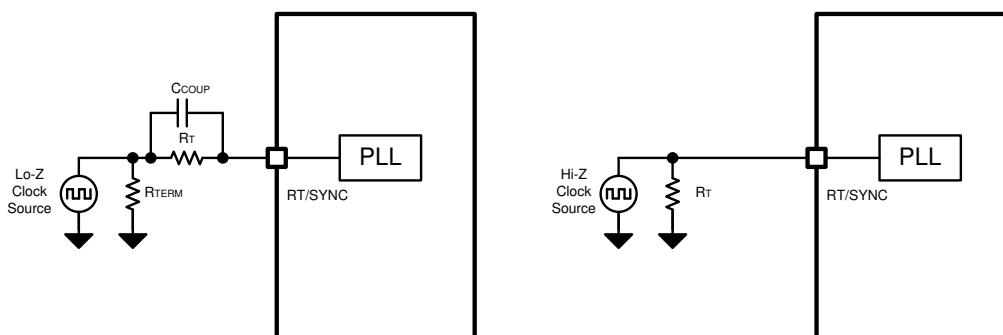 CCOUP
RT
PLL
Lo-Z
Clock
Source
RTERM
RT/SYNC
PLL
Hi-Z
Clock
Source
RT
RT/SYNC